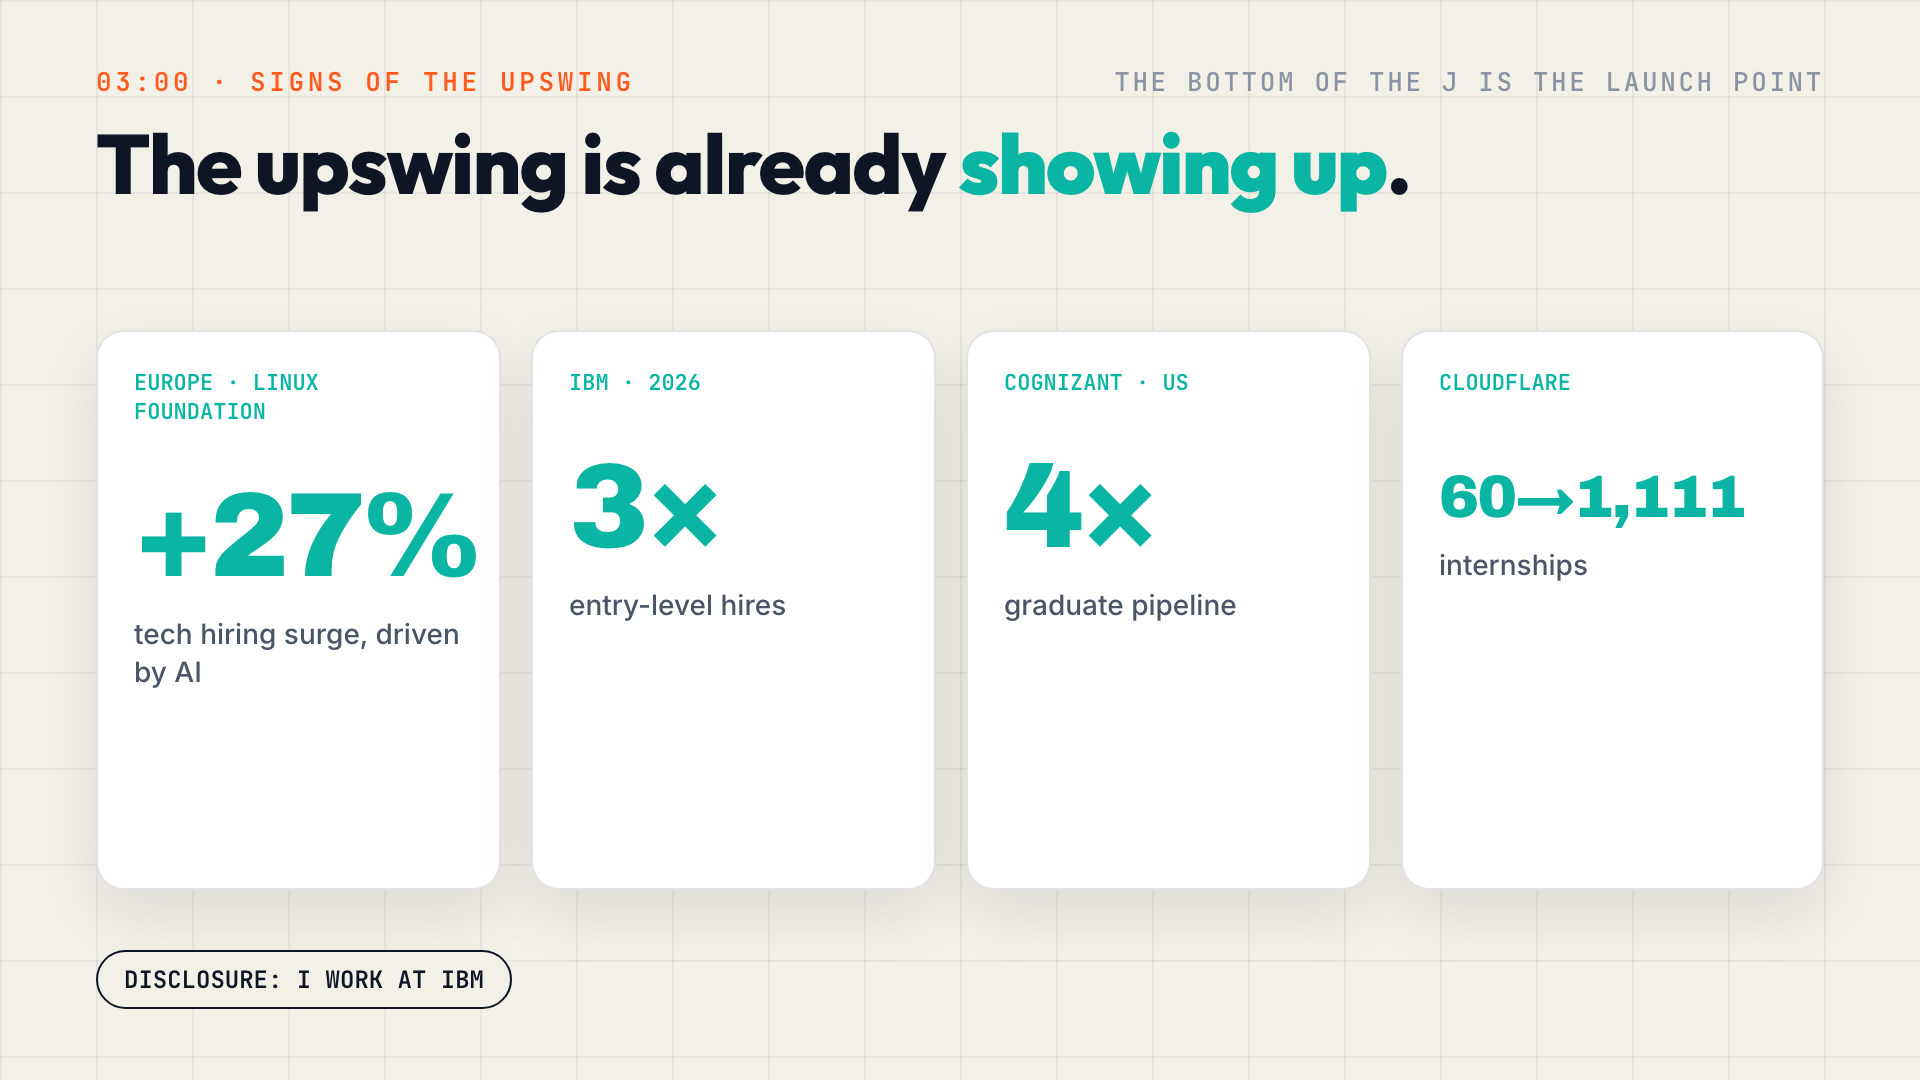 03:00 · SIGNS OF THE UPSWING
THE BOTTOM OF THE J IS THE LAUNCH POINT
The upswing is already showing up.
EUROPE · LINUX
FOUNDATION
+27%
tech hiring surge, driven
by AI
IBM · 2026
3×
entry-level hires
COGNIZANT · US
4×
graduate pipeline
CLOUDFLARE
60→1,111
internships
DISCLOSURE: I WORK AT IBM